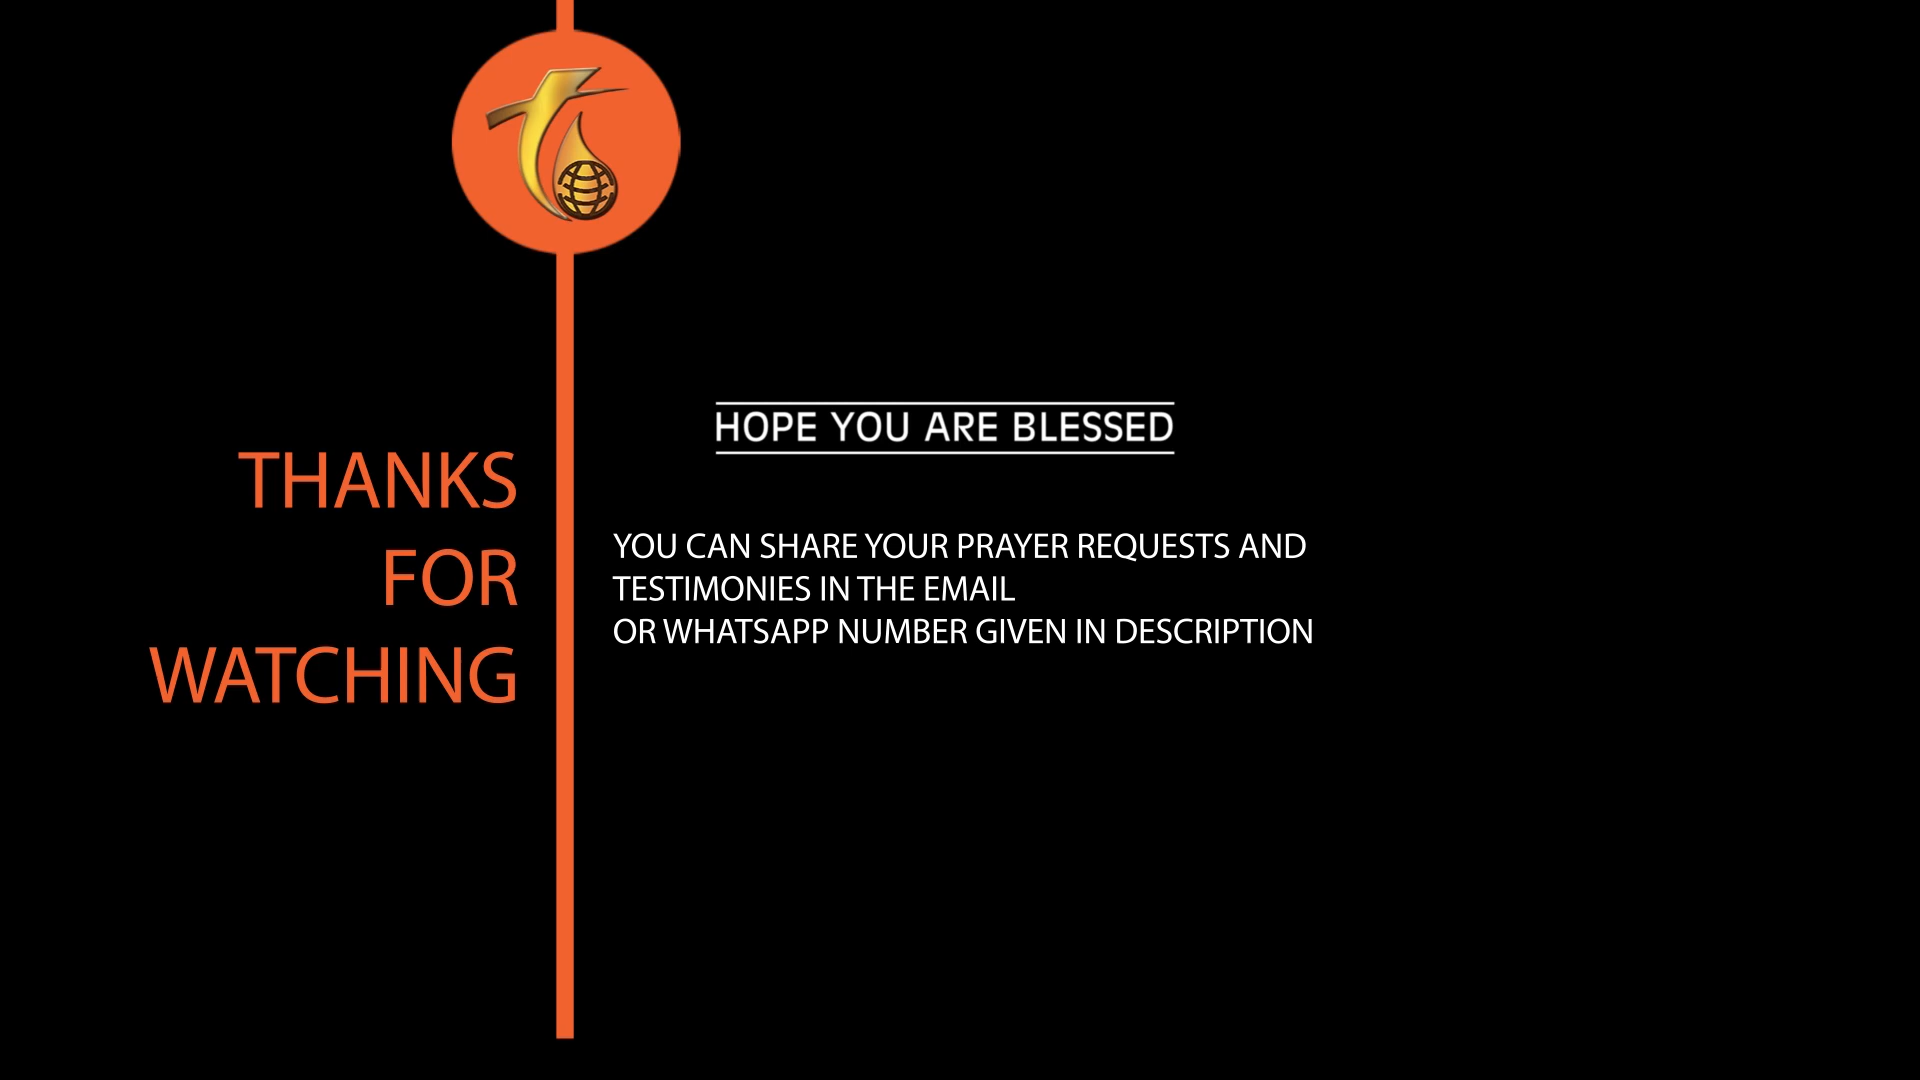 THANKS
FOR
WATCHING
HOPE YOU ARE BLESSED
YOU CAN SHARE YOUR PRAYER REQUESTS AND
TESTIMONIES IN THE EMAIL
OR WHATSAPP NUMBER GIVEN IN DESCRIPTION